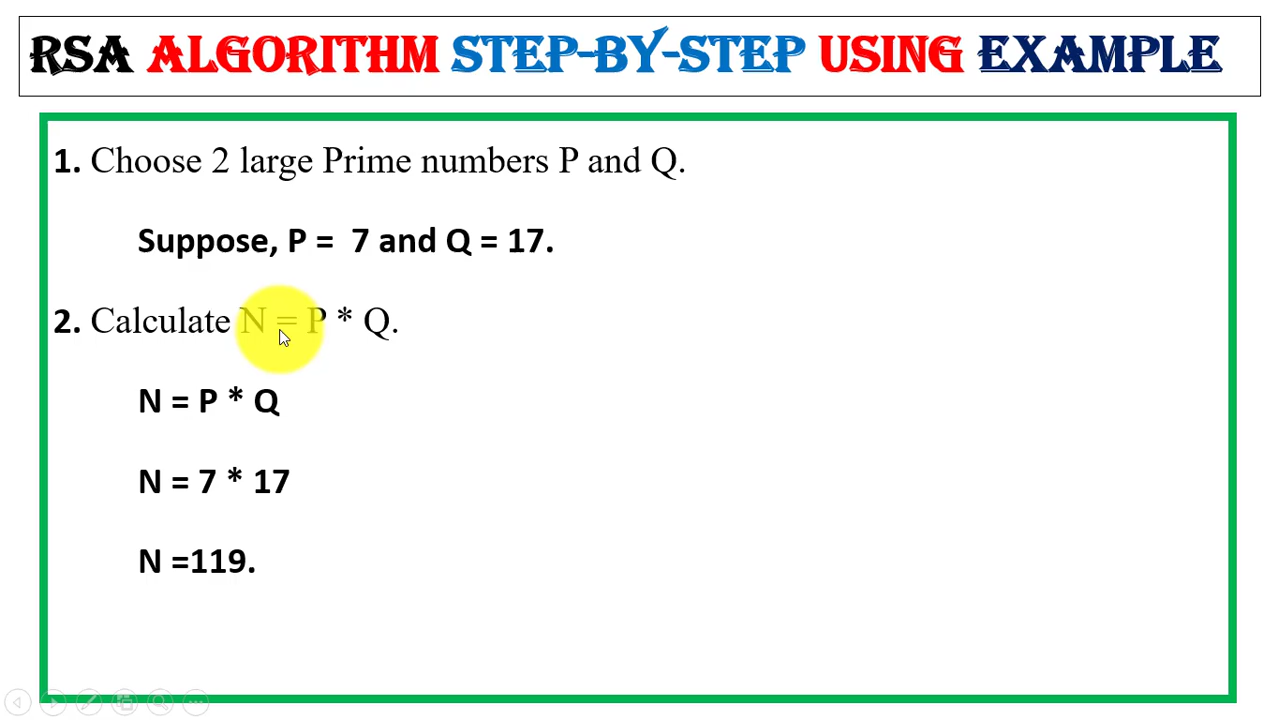 RSA ALGORITHM STEP-BY-STEP USING EXAMPLE
1. Choose 2 large Prime numbers P and Q.
Suppose, P =  7 and Q = 17.
2. Calculate N = P * Q.
N = P * Q
N = 7 * 17
N =119.